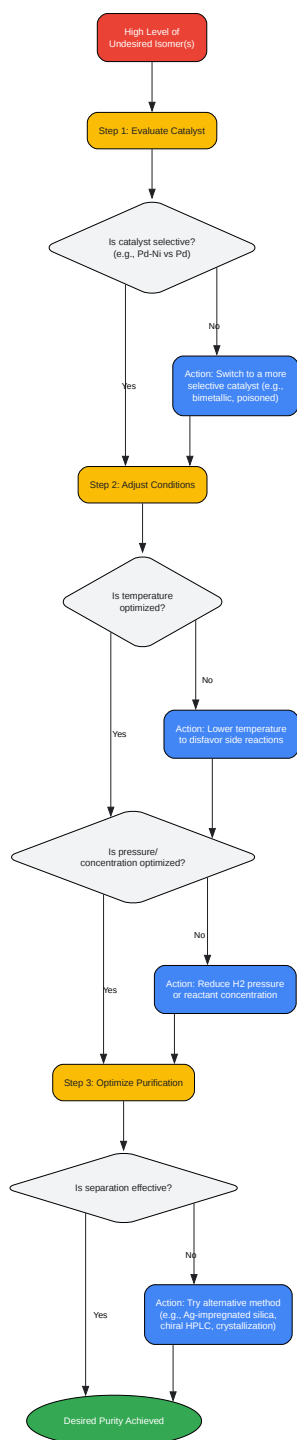 High Level of
Undesired Isomer(s)
Step 1: Evaluate Catalyst
Is catalyst selective?
(e.g., Pd-Ni vs Pd)
No
Action: Switch to a more
selective catalyst (e.g.,
bimetallic, poisoned)
Yes
Step 2: Adjust Conditions
Is temperature
optimized?
No
Action: Lower temperature
to disfavor side reactions
Yes
Is pressure/
concentration optimized?
No
Action: Reduce H2 pressure
or reactant concentration
Yes
Step 3: Optimize Purification
Is separation effective?
No
Action: Try alternative method
(e.g., Ag-impregnated silica,
chiral HPLC, crystallization)
Yes
Desired Purity Achieved